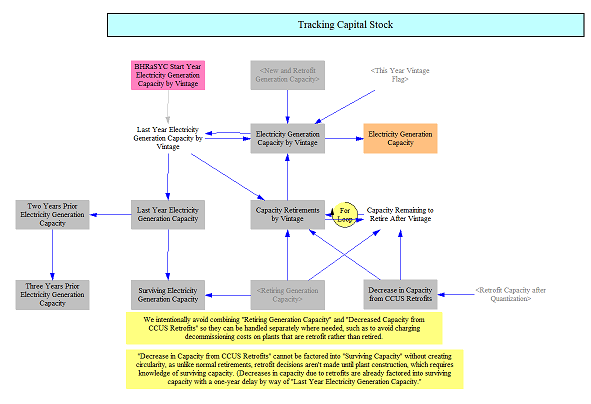 Tracking Capital Stock
BHRaSYC Start Year
Electricity Generation
Capacity by Vintage
<New and Retrofit
Generation Capacity>
<This Year Vintage
Flag>
Last Year Electricity
Generation Capacity by
Vintage
Electricity Generation
Capacity by Vintage
Electricity Generation
Capacity
Two Years Prior
Electricity Generation
Capacity
Last Year Electricity
Generation Capacity
Capacity Retirements
by Vintage
For
Loop
Capacity Remaining to
Retire After Vintage
Three Years Prior
Electricity Generation
Capacity
Surviving Electricity
Generation Capacity
<Retiring Generation
Capacity>
Decrease in Capacity
from CCUS Retrofits
<Retrofit Capacity after
Quantization>
We intentionally avoid combining "Retiring Generation Capacity" and "Decreased Capacity from
CCUS Retrofits" so they can be handled separately where needed, such as to avoid charging
decommissioning costs on plants that are retrofit rather than retired.
"Decrease in Capacity from CCUS Retrofits" cannot be factored into "Surviving Capacity" without creating
circularity, as unlike normal retirements, retrofit decisions aren't made until plant construction, which requires
knowledge of surviving capacity. (Decreases in capacity due to retrofits are already factored into surviving
capacity with a one-year delay by way of "Last Year Electricity Generation Capacity."